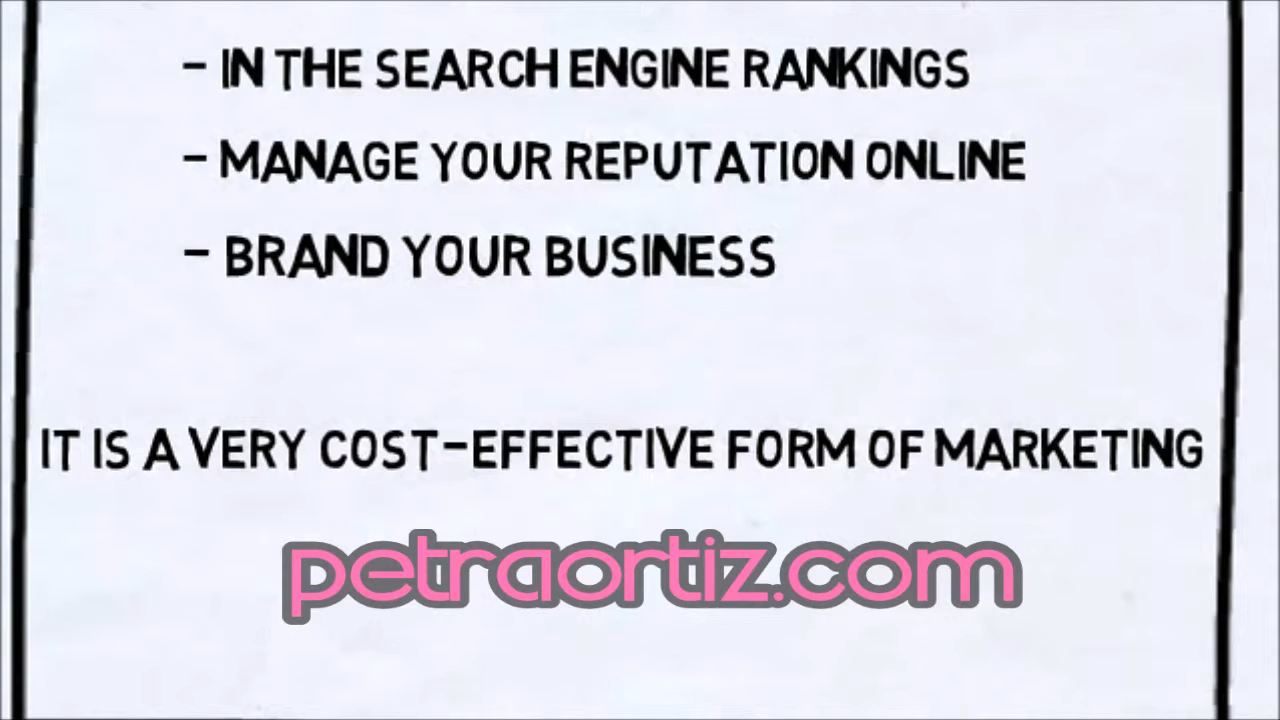 - IN THE SEARCH ENGINE RANKINGS
- MANAGE YOUR REPUTATION ONLINE
- BRAND YOUR BUSINESS
IT IS A VERY COST-EFFECTIVE FORM OF MARKETING
petraortiz.com